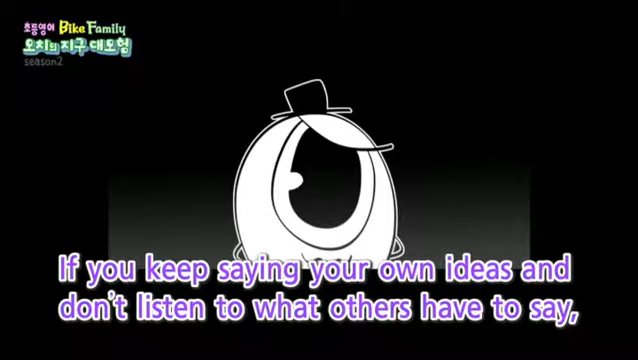 초등영어 Bike Family
오치의 지구 대모험
season2
If you keep saying your own ideas and
don't listen to what others have to say,